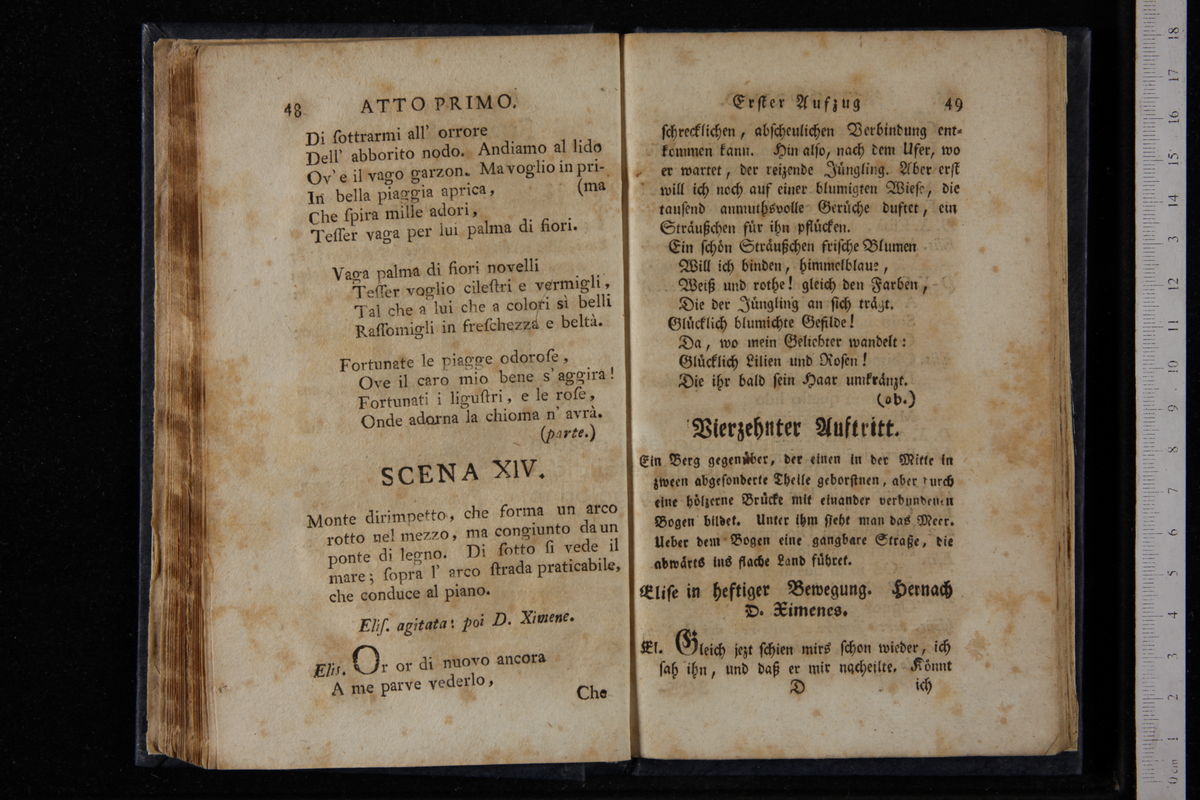 48 ATTO PRIMO.
Di ſottrarmi all' orrore
Dell' abborito nodo. Andiamo al lido
Ov' e il vago garzon. Ma voglio in pri-
In bella piaggia aprica, (ma
Che ſpira mille adori,
Teſſer vaga per lui palma di fiori.
Vaga palma di fiori novelli
Teſſer voglio cileſtri e vermigli,
Tal che a lui che a colori sì belli
Raſſomigli in freſchezza e beltà.
Fortunate le piagge odoroſe,
Ove il caro mio bene s'aggira!
Fortunati i liguſtri, e le roſe,
Onde adorna la chioma n' avrà.
(parte.)
SCENA XIV.
Monte dirimpetto, che forma un arco
rotto nel mezzo, ma congiunto da un
ponte di legno. Di ſotto ſi vede il
mare; ſopra l' arco ſtrada praticabile,
che conduce al piano.
Eliſ. agitata: poi D. Ximene.
Elis. Or or di nuovo ancora
A me parve vederlo,
Che
Erſter Aufzug 49
ſchrecklichen, abſcheulichen Verbindung ent-
kommen kann. Hin alſo, nach dem Ufer, wo
er wartet, der reizende Jüngling. Aber erſt
will ich noch auf einer blumigten Wieſe, die
tauſend anmuthsvolle Gerüche duftet, ein
Sträußchen für ihn pflücken.
Ein ſchön Sträußchen friſche Blumen
Will ich binden, himmelblaue,
Weiß und rothe! gleich den Farben,
Die der Jüngling an ſich trägt.
Glücklich blumichte Gefilde!
Da, wo mein Geliebter wandelt:
Glücklich Lilien und Roſen!
Die ihr bald ſein Haar umkränzt.
(ab.)
Vierzehnter Auftritt.
Ein Berg gegenüber, der einen in der Mitte in
zween abgeſonderte Theile geborſtnen, aber durch
eine hölzerne Brücke mit einander verbundenen
Bogen bildet. Unter ihm ſieht man das Meer.
Ueber dem Bogen eine gangbare Straße, die
abwärts ins flache Land führet.
Eliſe in heftiger Bewegung. Hernach
D. Ximenes.
El. Gleich jezt ſchien mirs ſchon wieder, ich
ſah ihn, und daß er mir nacheilte. Könnt
D ich